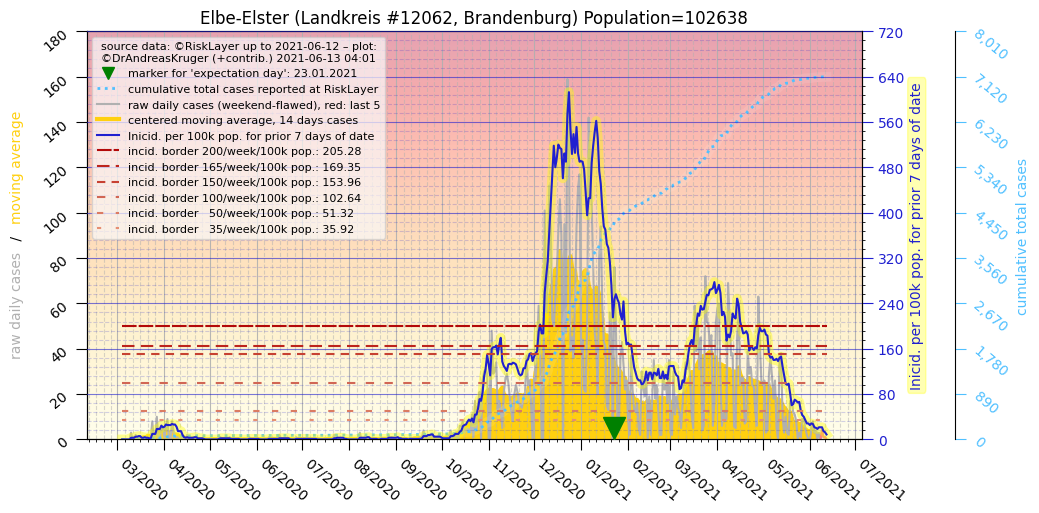 Elbe-Elster (Landkreis #12062, Brandenburg) Population=102638
source data: ©RiskLayer up to 2021-06-12 – plot:
©DrAndreasKruger (+contrib.) 2021-06-13 04:01
marker for 'expectation day': 23.01.2021
cumulative total cases reported at RiskLayer
raw daily cases (weekend-flawed), red: last 5
centered moving average, 14 days cases
Inicid. per 100k pop. for prior 7 days of date
incid. border 200/week/100k pop.: 205.28
incid. border 165/week/100k pop.: 169.35
incid. border 150/week/100k pop.: 153.96
incid. border 100/week/100k pop.: 102.64
incid. border   50/week/100k pop.: 51.32
incid. border   35/week/100k pop.: 35.92
raw daily cases / moving average
180
160
140
120
100
80
60
40
20
0
720
640
560
480
400
320
240
160
80
0
Inicid. per 100k pop. for prior 7 days of date
8,010
7,120
6,230
5,340
4,450
3,560
2,670
1,780
890
0
cumulative total cases
03/2020
04/2020
05/2020
06/2020
07/2020
08/2020
09/2020
10/2020
11/2020
12/2020
01/2021
02/2021
03/2021
04/2021
05/2021
06/2021
07/2021